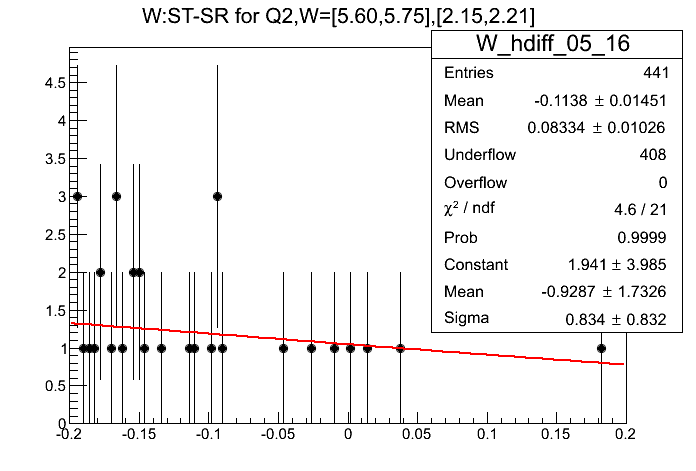 W:ST-SR for Q2,W=[5.60,5.75],[2.15,2.21]
W_hdiff_05_16
Entries 441
Mean -0.1138 ± 0.01451
RMS 0.08334 ± 0.01026
Underflow 408
Overflow 0
χ² / ndf 4.6 / 21
Prob 0.9999
Constant 1.941 ± 3.985
Mean -0.9287 ± 1.7326
Sigma 0.834 ± 0.832
4.5
4
3.5
3
2.5
2
1.5
1
0.5
0
-0.2 -0.15 -0.1 -0.05 0 0.05 0.1 0.15 0.2